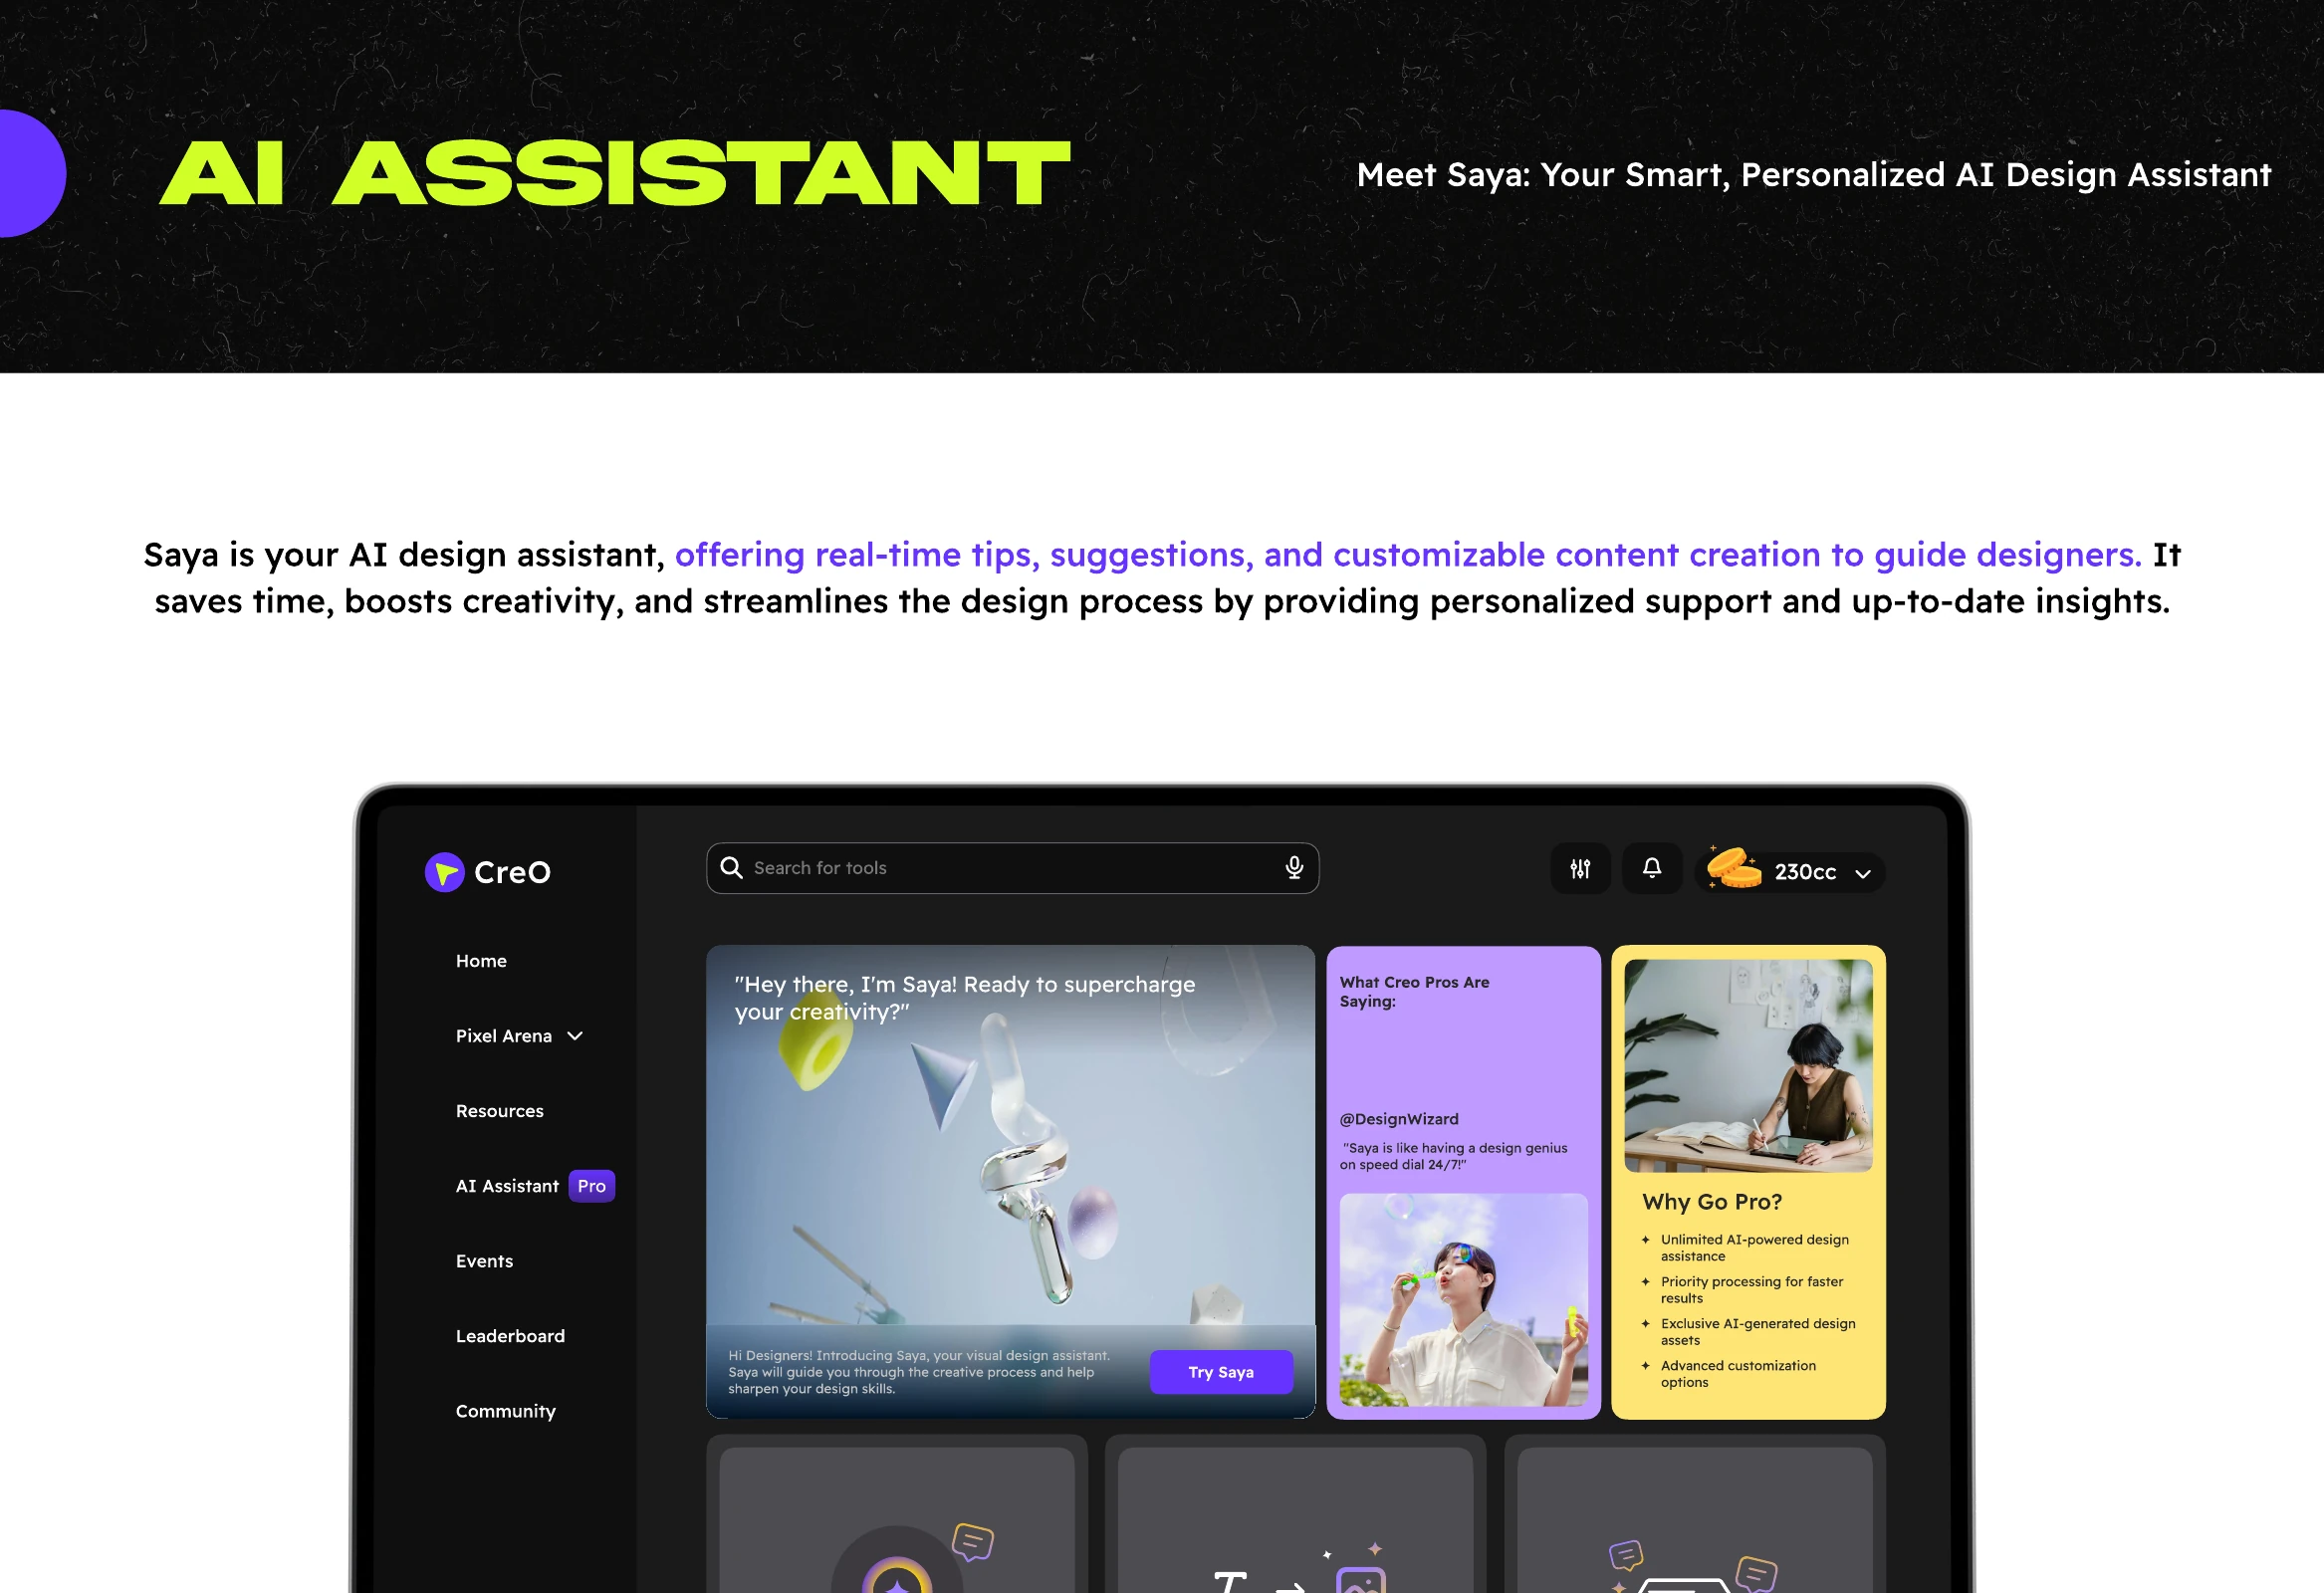 AI ASSISTANT
Meet Saya: Your Smart, Personalized AI Design Assistant
Saya is your AI design assistant, offering real-time tips, suggestions, and customizable content creation to guide designers. It
saves time, boosts creativity, and streamlines the design process by providing personalized support and up-to-date insights.
CreO
Search for tools
230cc
Home
Pixel Arena
Resources
AI Assistant Pro
Events
Leaderboard
Community
"Hey there, I'm Saya! Ready to supercharge
your creativity?"
Hi Designers! Introducing Saya, your visual design assistant.
Saya will guide you through the creative process and help
sharpen your design skills.
Try Saya
What Creo Pros Are
Saying:
@DesignWizard
"Saya is like having a design genius
on speed dial 24/7!"
Why Go Pro?
Unlimited AI-powered design
assistance
Priority processing for faster
results
Exclusive AI-generated design
assets
Advanced customization
options
T